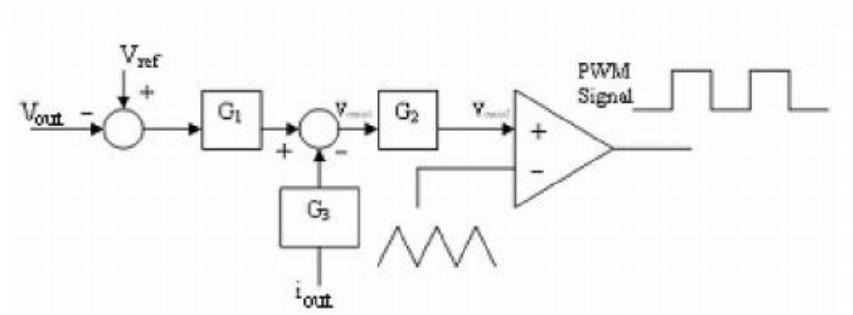 V_ref
+
V_out
-
G_1
+
-
G_2
G_3
i_out
+
-
PWM
Signal